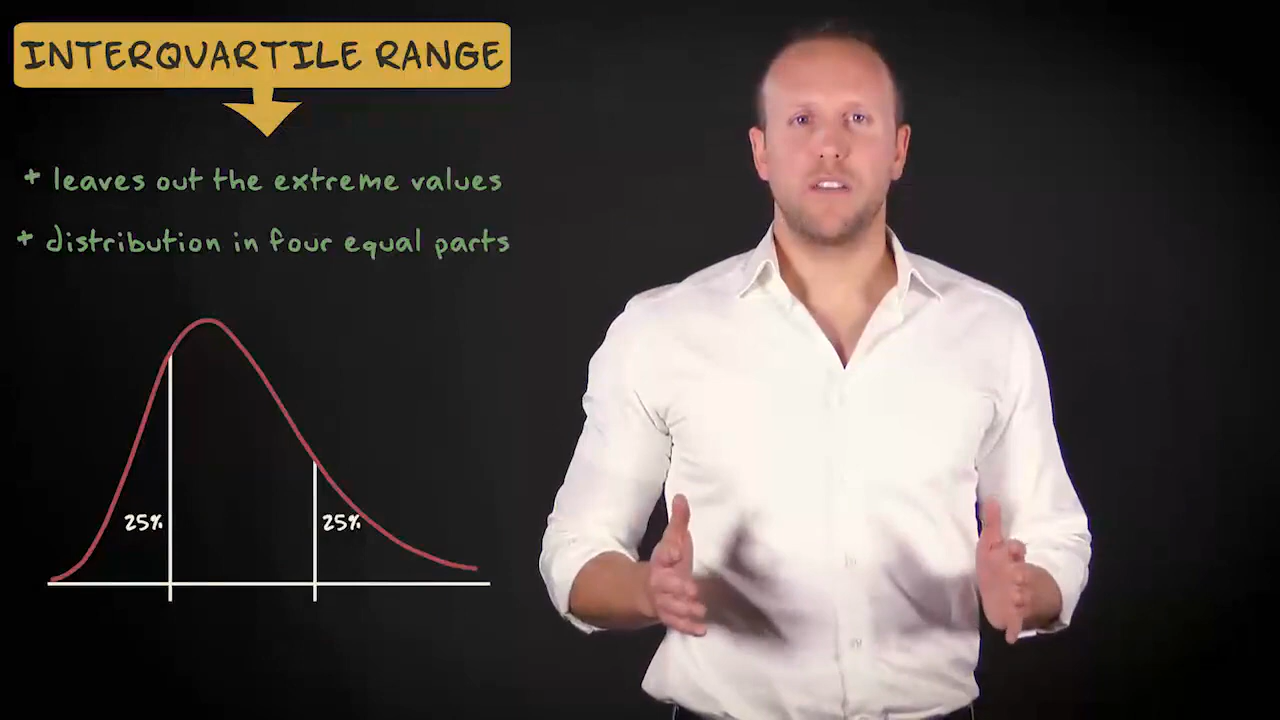 INTERQUARTILE RANGE
+ leaves out the extreme values
+ distribution in four equal parts
25% 25%